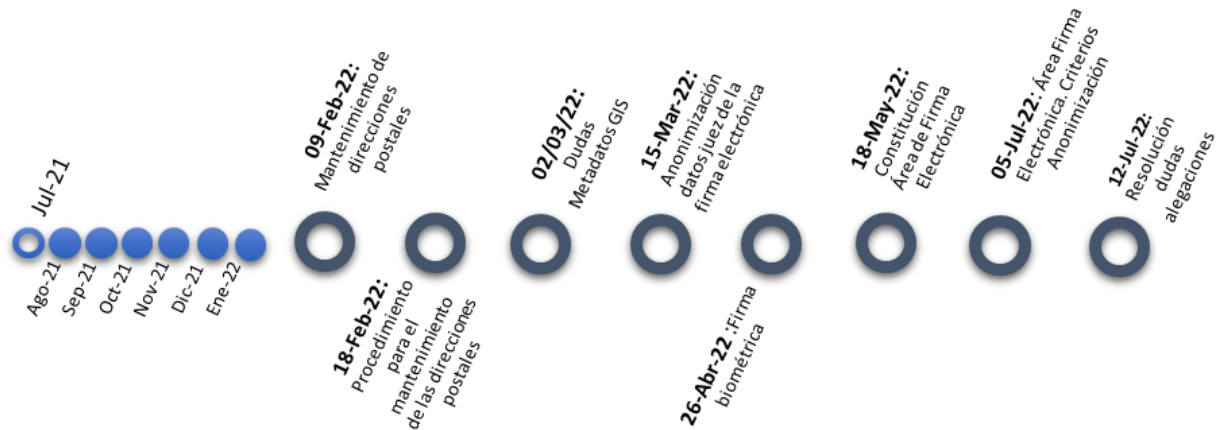 Jul-21
Ago-21
Sep-21
Oct-21
Nov-21
Dic-21
Ene-22
09-Feb-22:
Mantenimiento de
direcciones
postales
18-Feb-22:
Procedimiento
para el
mantenimiento
de las direcciones
postales
02/03/22:
Dudas
Metadatos GIS
15-Mar-22:
Anonimización
datos juez de la
firma electrónica
26-Abr-22 :Firma
biométrica
18-May-22:
Constitución
Área de Firma
Electrónica
05-Jul-22: Área Firma
Electrónica. Criterios
Anonimización
12-Jul-22:
Resolución
dudas
alegaciones